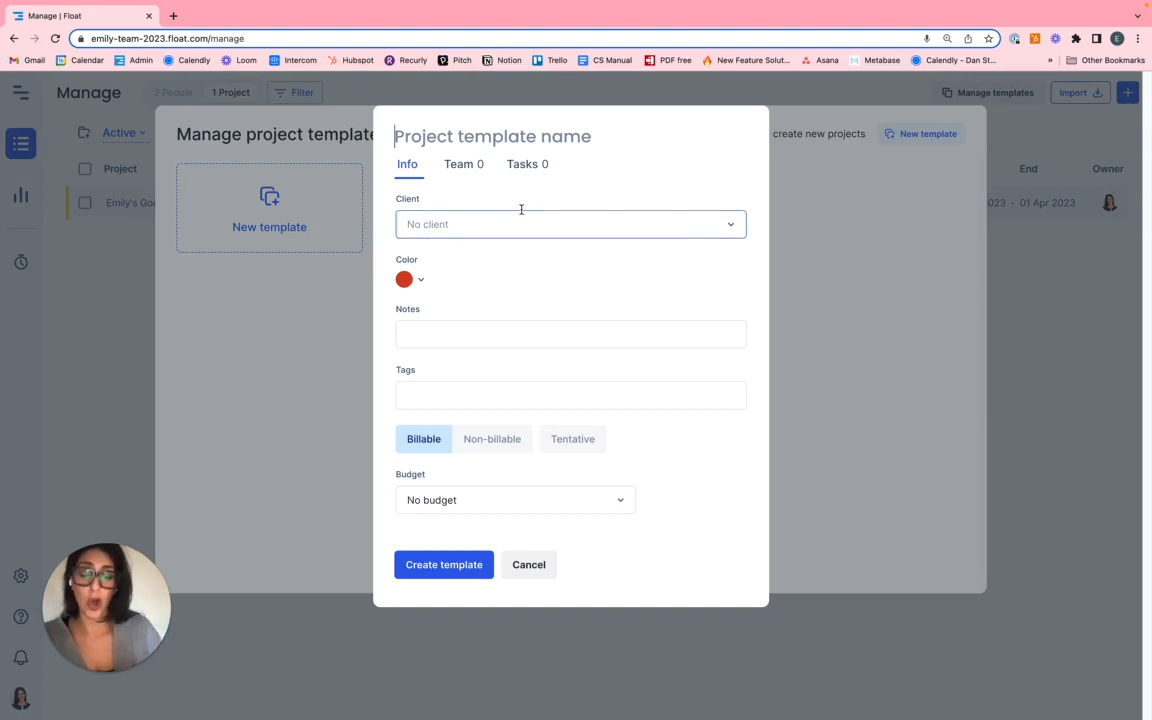 Manage | Float
emily-team-2023.float.com/manage
E
Gmail Calendar Admin Calendly Loom Intercom Hubspot Recurly Pitch Notion Trello CS Manual PDF free New Feature Solut... Asana Metabase Calendly - Dan St... » Other Bookmarks
Manage 2 People 1 Project Filter Manage templates Import
Active
Manage project template
create new projects New template
Project
End Owner
Emily's Goo
023 - 01 Apr 2023
New template
Project template name
Info Team 0 Tasks 0
Client
No client
Color
Notes
Tags
Billable Non-billable Tentative
Budget
No budget
Create template Cancel